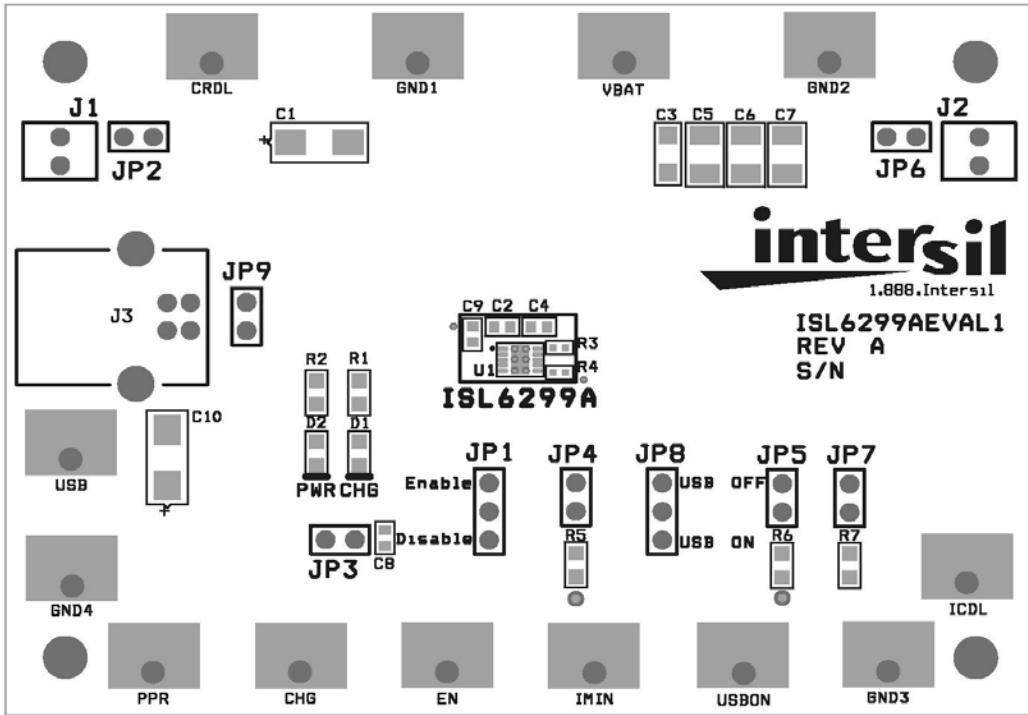 CRDL GND1 VBAT GND2
J1 C1 C3 C5 C6 C7 J2
+
JP2 JP6
intersil
1.888.Intersil
JP9
J3
C9 C2 C4
ISL6299AEVAL1
REV A
S/N
R3
U1 R4
R2 R1
ISL6299A
C10
D2 D1
JP1 JP4 JP8 JP5 JP7
USB
PWR CHG
Enable USB OFF
+
Disable USB ON
R5 R6 R7
JP3 C8
GND4 ICDL
PPR CHG EN IMIN USBON GND3